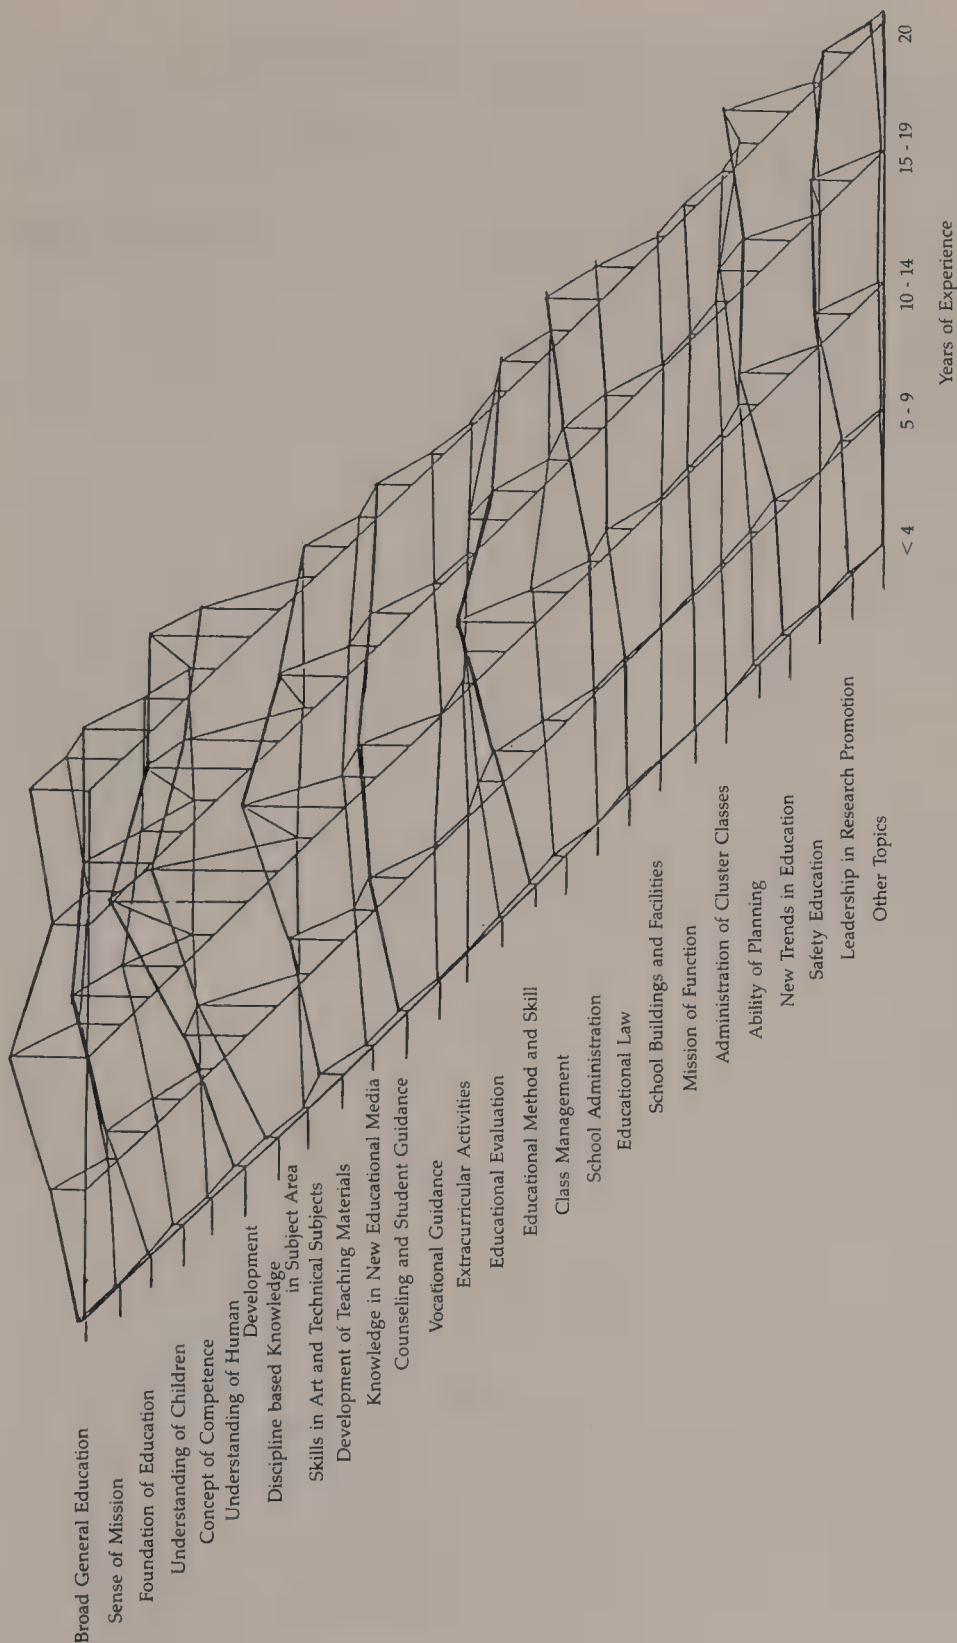 Broad General Education
Sense of Mission
Foundation of Education
Understanding of Children
Concept of Competence
Understanding of Human
Development
Discipline based Knowledge
in Subject Area
Skills in Art and Technical Subjects
Development of Teaching Materials
Knowledge in New Educational Media
Counseling and Student Guidance
Vocational Guidance
Extracurricular Activities
Educational Evaluation
Educational Method and Skill
Class Management
School Administration
Educational Law
School Buildings and Facilities
Mission of Function
Administration of Cluster Classes
Ability of Planning
New Trends in Education
Safety Education
Leadership in Research Promotion
Other Topics
< 4
5 - 9
10 - 14
15 - 19
20
Years of Experience